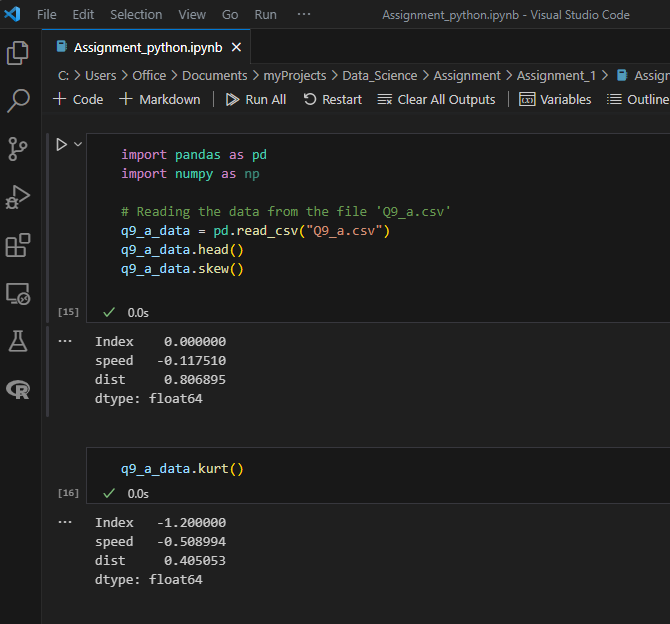 File Edit Selection View Go Run ··· Assignment_python.ipynb - Visual Studio Code
Assignment_python.ipynb
C: > Users > Office > Documents > myProjects > Data_Science > Assignment > Assignment_1 > Assign
+ Code + Markdown Run All Restart Clear All Outputs Variables Outline
import pandas as pd
import numpy as np
# Reading the data from the file 'Q9_a.csv'
q9_a_data = pd.read_csv("Q9_a.csv")
q9_a_data.head()
q9_a_data.skew()
[15] 0.0s
··· Index 0.000000
speed -0.117510
dist 0.806895
dtype: float64
q9_a_data.kurt()
[16] 0.0s
··· Index -1.200000
speed -0.508994
dist 0.405053
dtype: float64
R